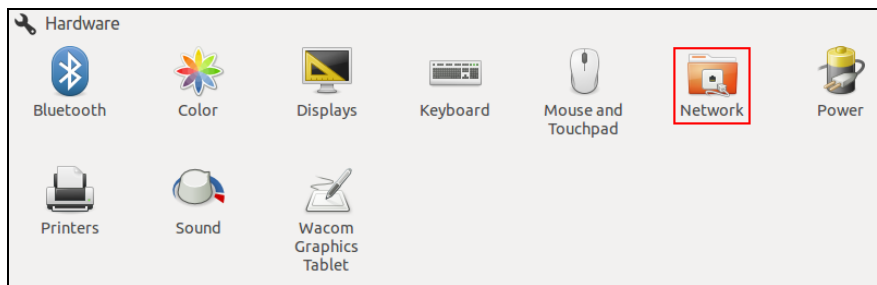 Hardware
Bluetooth
Color
Displays
Keyboard
Mouse and
Touchpad
Network
Power
Printers
Sound
Wacom
Graphics
Tablet